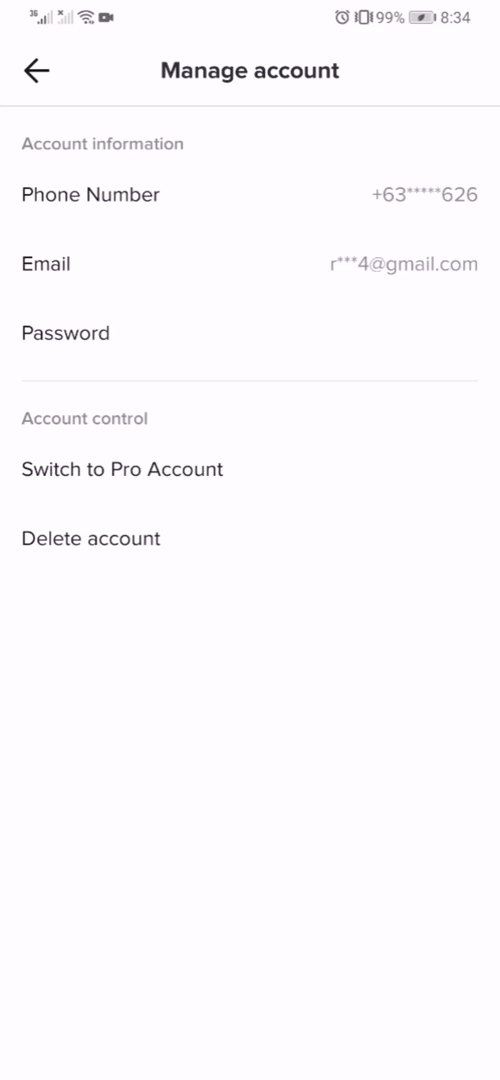 3G 99% 8:34
Manage account
Account information
Phone Number +63*****626
Email r***4@gmail.com
Password
Account control
Switch to Pro Account
Delete account